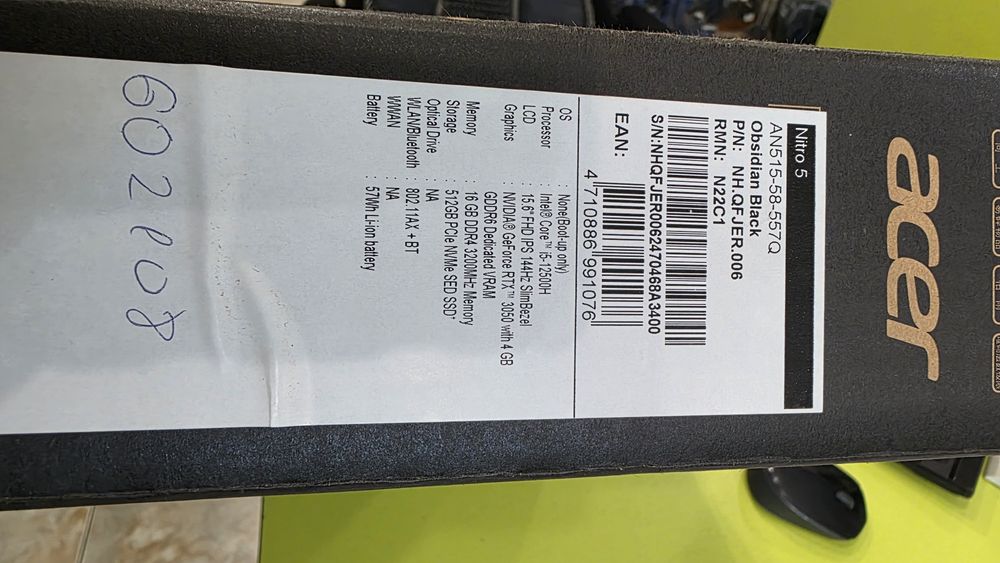 acer
Nitro 5
AN515-58-557Q
Obsidian Black
P/N: NH.QFJER.006
RMN: N22C1
S/N:NHQFJER0062470468A3400
EAN:
4 710886 991076
OS : None(Boot-up only)
Processor : Intel® Core™ i5-12500H
LCD : 15.6" FHD IPS 144Hz SlimBezel
Graphics : NVIDIA® GeForce RTX™ 3050 with 4 GB
GDDR6 Dedicated VRAM
Memory : 16 GB DDR4 3200MHz Memory
Storage : 512GB PCIe NVMe SED SSD*
Optical Drive : NA
WLAN/Bluetooth : 802.11AX + BT
WWAN : NA
Battery : 57Wh Li-ion battery